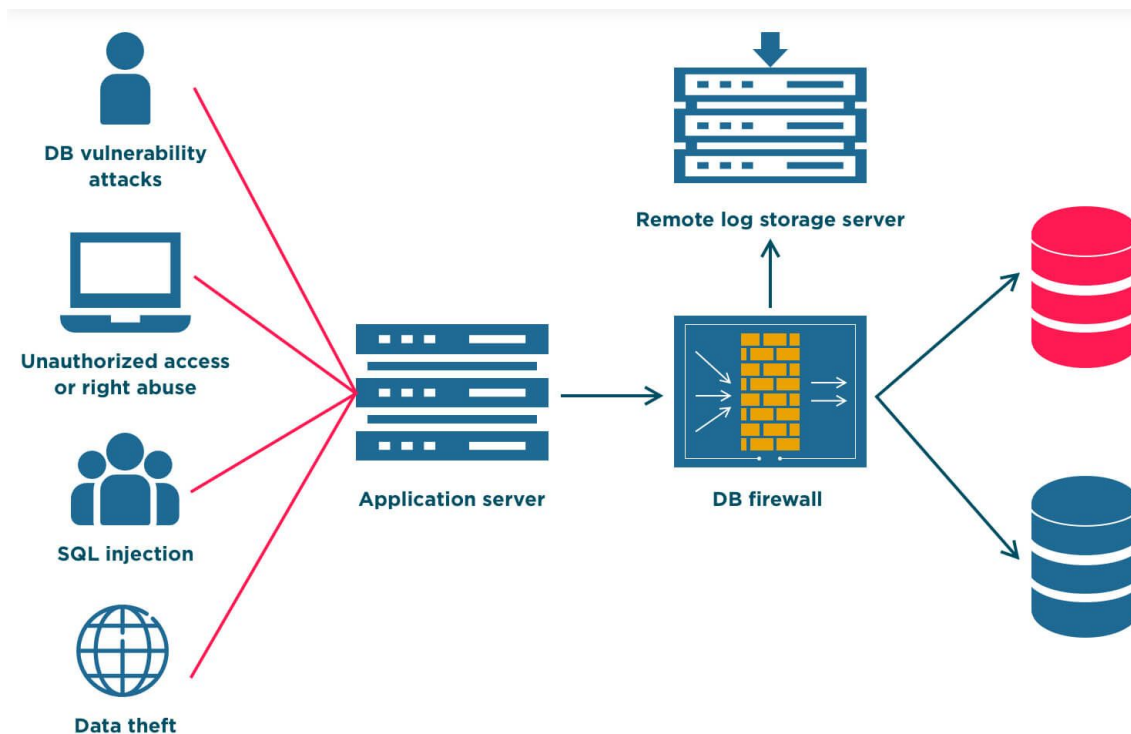 DB vulnerability
attacks
Remote log storage server
Unauthorized access
or right abuse
Application server
DB firewall
SQL injection
Data theft